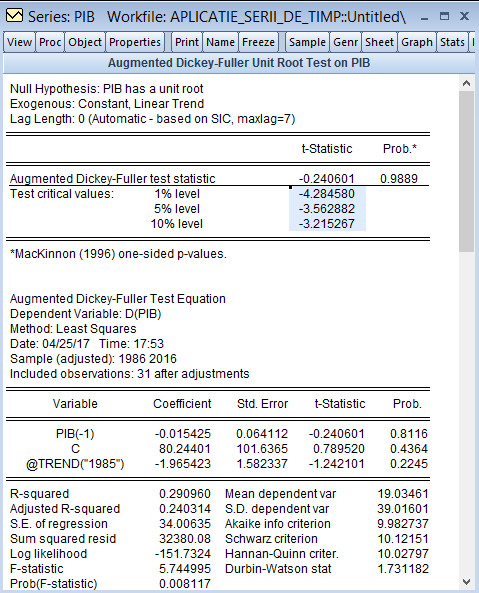 Series: PIB   Workfile: APLICATIE_SERII_DE_TIMP::Untitled\
View Proc Object Properties Print Name Freeze Sample Genr Sheet Graph Stats
Augmented Dickey-Fuller Unit Root Test on PIB
Null Hypothesis: PIB has a unit root
Exogenous: Constant, Linear Trend
Lag Length: 0 (Automatic - based on SIC, maxlag=7)
t-Statistic Prob.*
Augmented Dickey-Fuller test statistic -0.240601 0.9889
Test critical values: 1% level -4.284580
5% level -3.562882
10% level -3.215267
*MacKinnon (1996) one-sided p-values.
Augmented Dickey-Fuller Test Equation
Dependent Variable: D(PIB)
Method: Least Squares
Date: 04/25/17 Time: 17:53
Sample (adjusted): 1986 2016
Included observations: 31 after adjustments
Variable Coefficient Std. Error t-Statistic Prob.
PIB(-1) -0.015425 0.064112 -0.240601 0.8116
C 80.24401 101.6365 0.789520 0.4364
@TREND("1985") -1.965423 1.582337 -1.242101 0.2245
R-squared 0.290960 Mean dependent var 19.03461
Adjusted R-squared 0.240314 S.D. dependent var 39.01601
S.E. of regression 34.00635 Akaike info criterion 9.982737
Sum squared resid 32380.08 Schwarz criterion 10.12151
Log likelihood -151.7324 Hannan-Quinn criter. 10.02797
F-statistic 5.744995 Durbin-Watson stat 1.731182
Prob(F-statistic) 0.008117